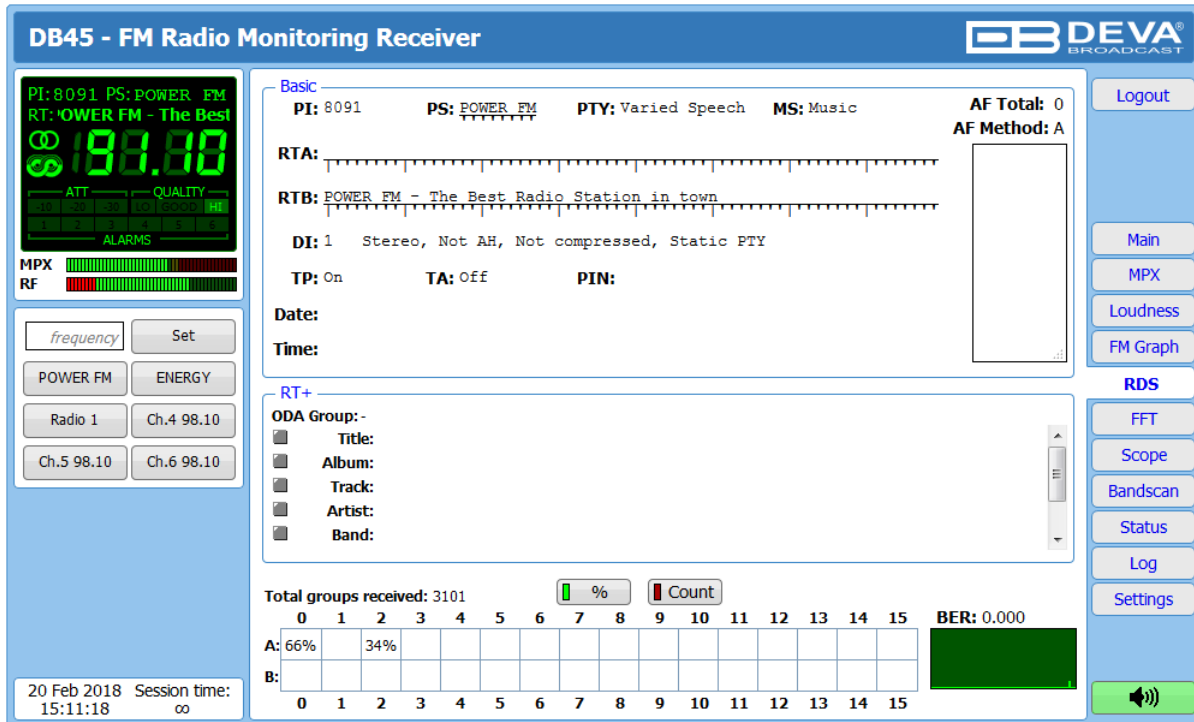 DB45 - FM Radio Monitoring Receiver
DEVA®
BROADCAST
PI:8091 PS:POWER FM
RT:'OWER FM - The Best
91.10
ATT QUALITY
-10 -20 -30 LO GOOD HI
1 2 3 4 5 6
ALARMS
MPX
RF
frequency Set
POWER FM ENERGY
Radio 1 Ch.4 98.10
Ch.5 98.10 Ch.6 98.10
20 Feb 2018 Session time:
15:11:18 ∞
Basic
PI: 8091 PS: POWER FM PTY: Varied Speech MS: Music AF Total: 0
AF Method: A
RTA:
RTB: POWER FM - The Best Radio Station in town
DI: 1 Stereo, Not AH, Not compressed, Static PTY
TP: On TA: Off PIN:
Date:
Time:
RT+
ODA Group: -
Title:
Album:
Track:
Artist:
Band:
Total groups received: 3101 % Count
0 1 2 3 4 5 6 7 8 9 10 11 12 13 14 15 BER: 0.000
A: 66% 34%
B:
0 1 2 3 4 5 6 7 8 9 10 11 12 13 14 15
Logout
Main
MPX
Loudness
FM Graph
RDS
FFT
Scope
Bandscan
Status
Log
Settings